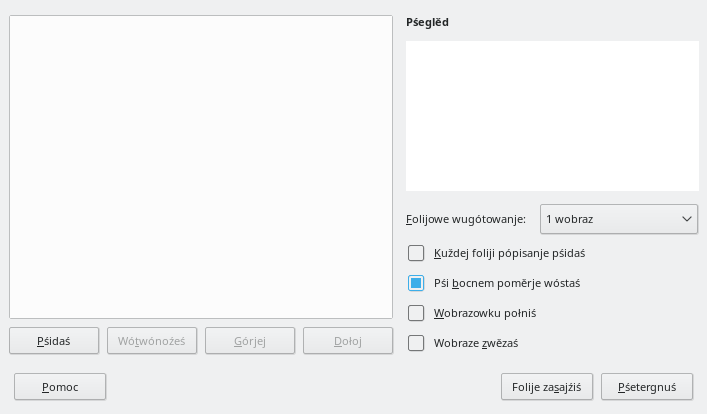 Pśeglěd
Folijowe wugótowanje:
1 wobraz
Kuždej foliji pópisanje pśidaś
Pśi bocnem poměrje wóstaś
Wobrazowku połniś
Wobraze zwězaś
Pśidaś
Wótwónoźeś
Górjej
Dołoj
Pomoc
Folije zasajźiś
Pśetergnuś